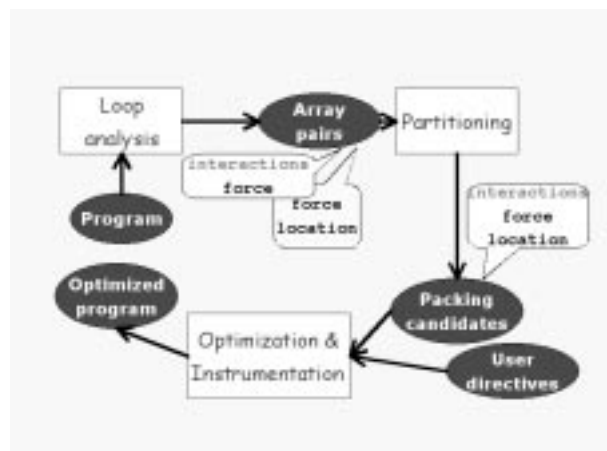 Loop
analysis
Array
pairs
Partitioning
interactions
force
force
location
interactions
force
location
Program
Optimized
program
Packing
candidates
Optimization &
Instrumentation
User
directives